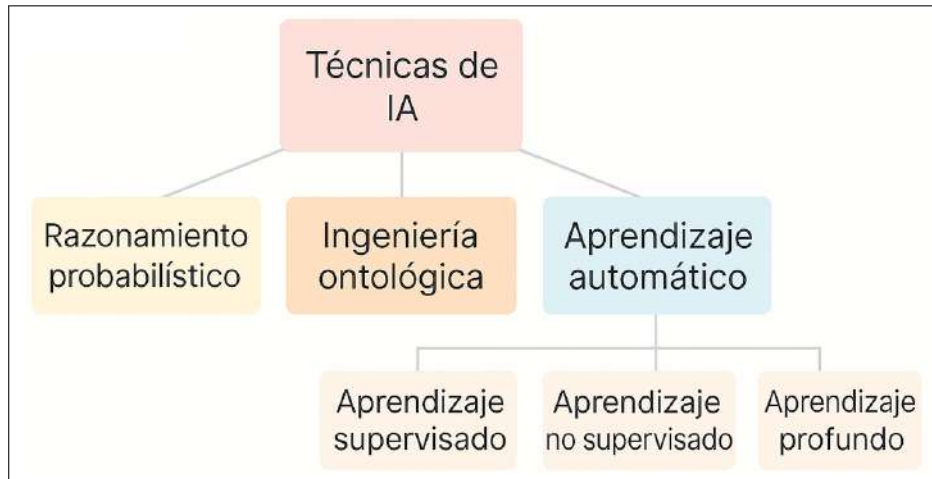 Técnicas de
IA
Razonamiento
probabilístico
Ingeniería
ontológica
Aprendizaje
automático
Aprendizaje
supervisado
Aprendizaje
no supervisado
Aprendizaje
profundo